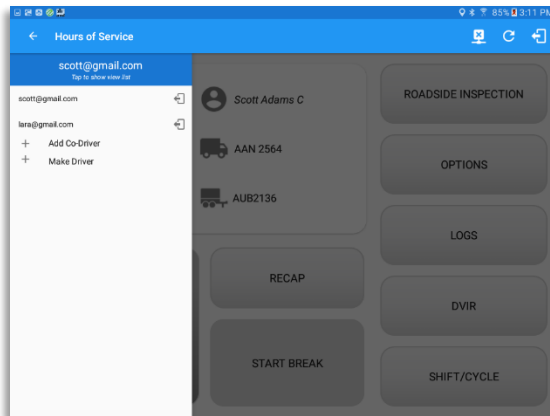 85% 3:11 PM
Hours of Service
scott@gmail.com
Tap to show view list
scott@gmail.com
lara@gmail.com
Add Co-Driver
Make Driver
Scott Adams C
AAN 2564
AUB2136
RECAP
START BREAK
ROADSIDE INSPECTION
OPTIONS
LOGS
DVIR
SHIFT/CYCLE